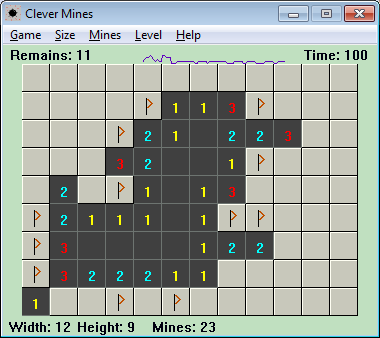 Clever Mines
Game Size Mines Level Help
Remains: 11 Time: 100
1 1 3
2 1 2 2 3
3 2 1
2 1 1 3
2 1 1 1 1
3 1 2 2
3 2 2 2 1 1
1
Width: 12 Height: 9 Mines: 23